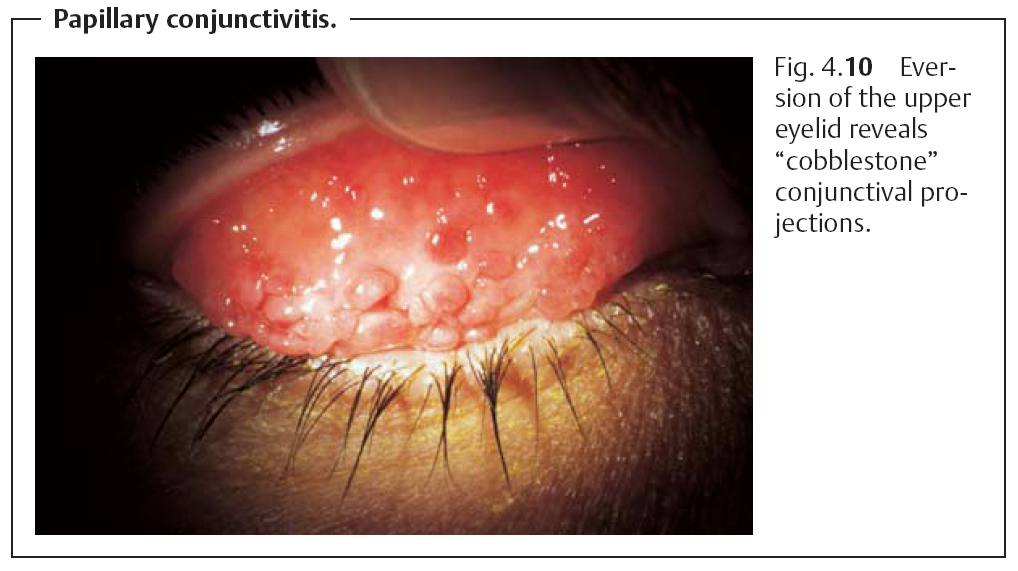 Papillary conjunctivitis.
Fig. 4.10 Ever-
sion of the upper
eyelid reveals
“cobblestone”
conjunctival pro-
jections.